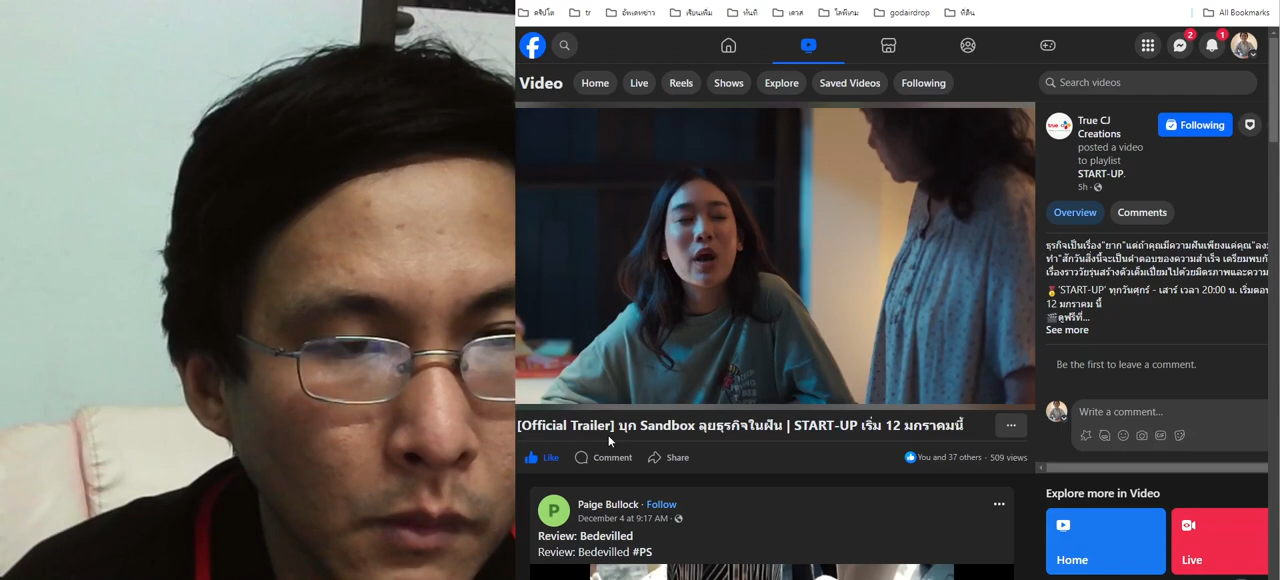 คริปโต
tr
อัพเดทข่าว
เรียนเพิ่ม
ทันที
เควส
ไลฟ์เกม
godairdrop
ที่ดิน
All Bookmarks
2
1
Video
Home
Live
Reels
Shows
Explore
Saved Videos
Following
Search videos
True CJ
Creations
posted a video
to playlist
START-UP.
5h ·
Following
Overview
Comments
ธุรกิจเป็นเรื่อง"ยาก"แต่ถ้าคุณมีความฝันเพียงแค่คุณ"ลง
ทำ"สักวันสิ่งนี้จะเป็นคำตอบของความสำเร็จ เตรียมพบกั
เรื่องราววัยรุ่นสร้างตัวเต็มเปี่ยมไปด้วยมิตรภาพและความ
'START-UP' ทุกวันศุกร์ - เสาร์ เวลา 20:00 น. เริ่มตอน
12 มกราคม นี้
ดูฟรีที่...
See more
Be the first to leave a comment.
Write a comment...
[Official Trailer] บุก Sandbox ลุยธุรกิจในฝัน | START-UP เริ่ม 12 มกราคมนี้
Like
Comment
Share
You and 37 others · 509 views
P
Paige Bullock · Follow
December 4 at 9:17 AM ·
Review: Bedevilled
Review: Bedevilled #PS
Explore more in Video
Home
Live